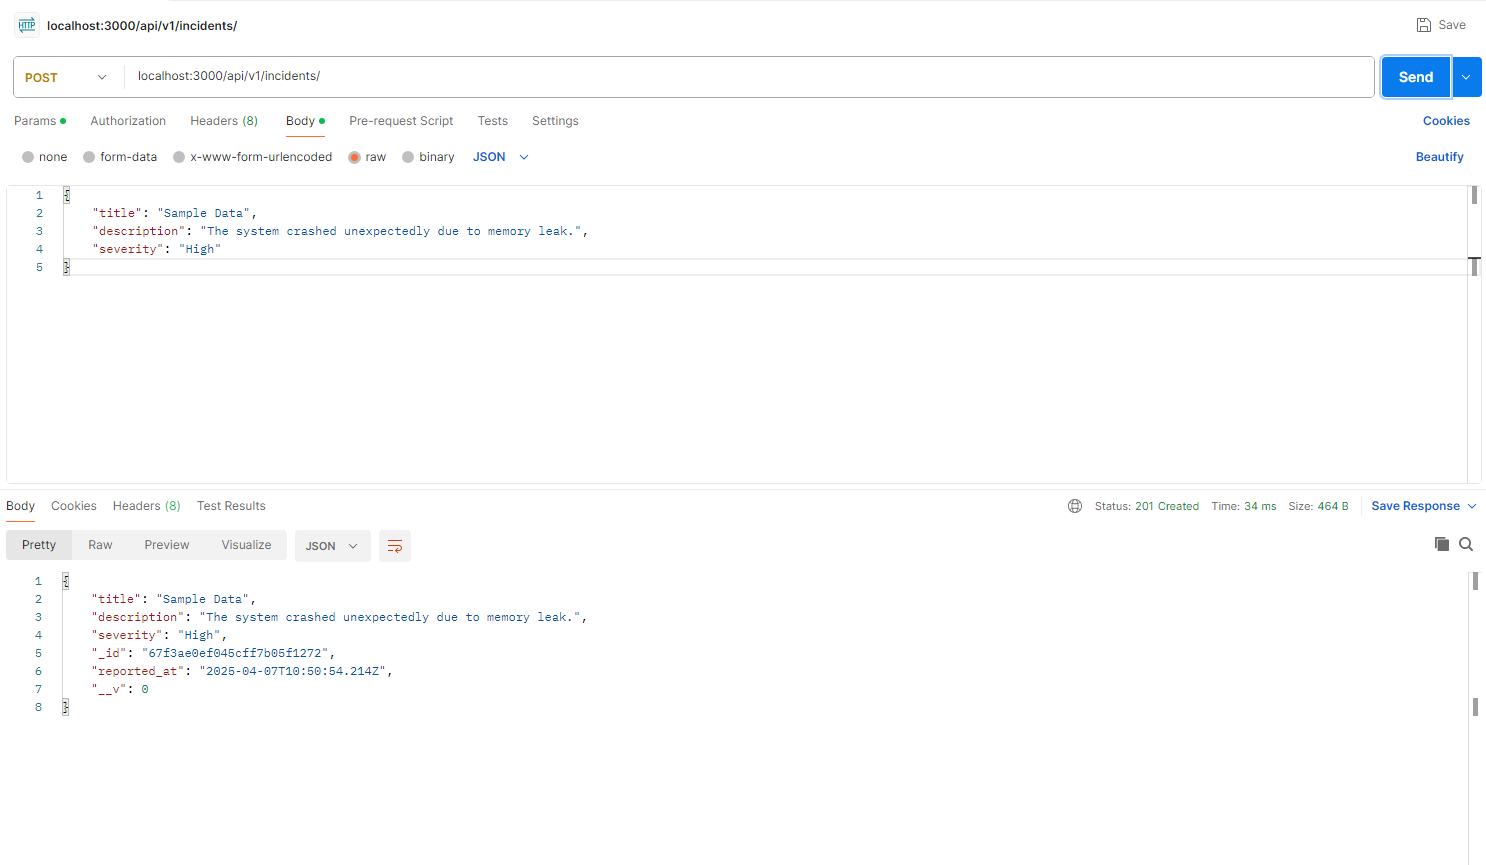 HTTP localhost:3000/api/v1/incidents/ Save
POST localhost:3000/api/v1/incidents/ Send
Params Authorization Headers (8) Body Pre-request Script Tests Settings Cookies
none form-data x-www-form-urlencoded raw binary JSON Beautify
1 {
2 "title": "Sample Data",
3 "description": "The system crashed unexpectedly due to memory leak.",
4 "severity": "High"
5 }
Body Cookies Headers (8) Test Results Status: 201 Created Time: 34 ms Size: 464 B Save Response
Pretty Raw Preview Visualize JSON
1 {
2 "title": "Sample Data",
3 "description": "The system crashed unexpectedly due to memory leak.",
4 "severity": "High",
5 "_id": "67f3ae0ef045cff7b05f1272",
6 "reported_at": "2025-04-07T10:50:54.214Z",
7 "__v": 0
8 }